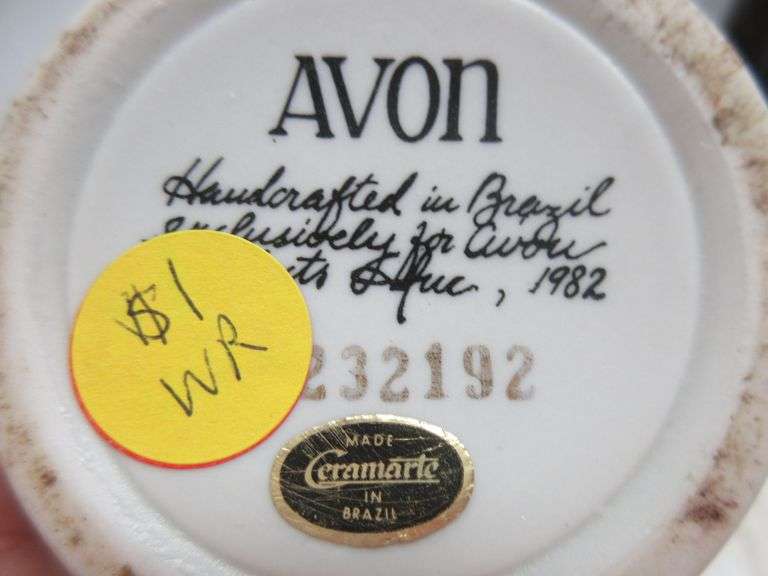 AVON
Handcrafted in Brazil
Exclusively for Avon
, 1982
$1
WR
232192
MADE
Ceramarte
IN
BRAZIL